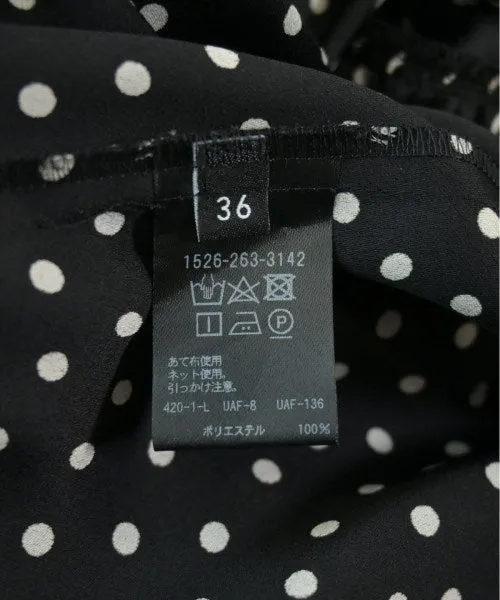 36
1526-263-3142
P
あて布使用
ネット使用。
引っかけ注意。
420-1-L UAF-8 UAF-136
ポリエステル 100%